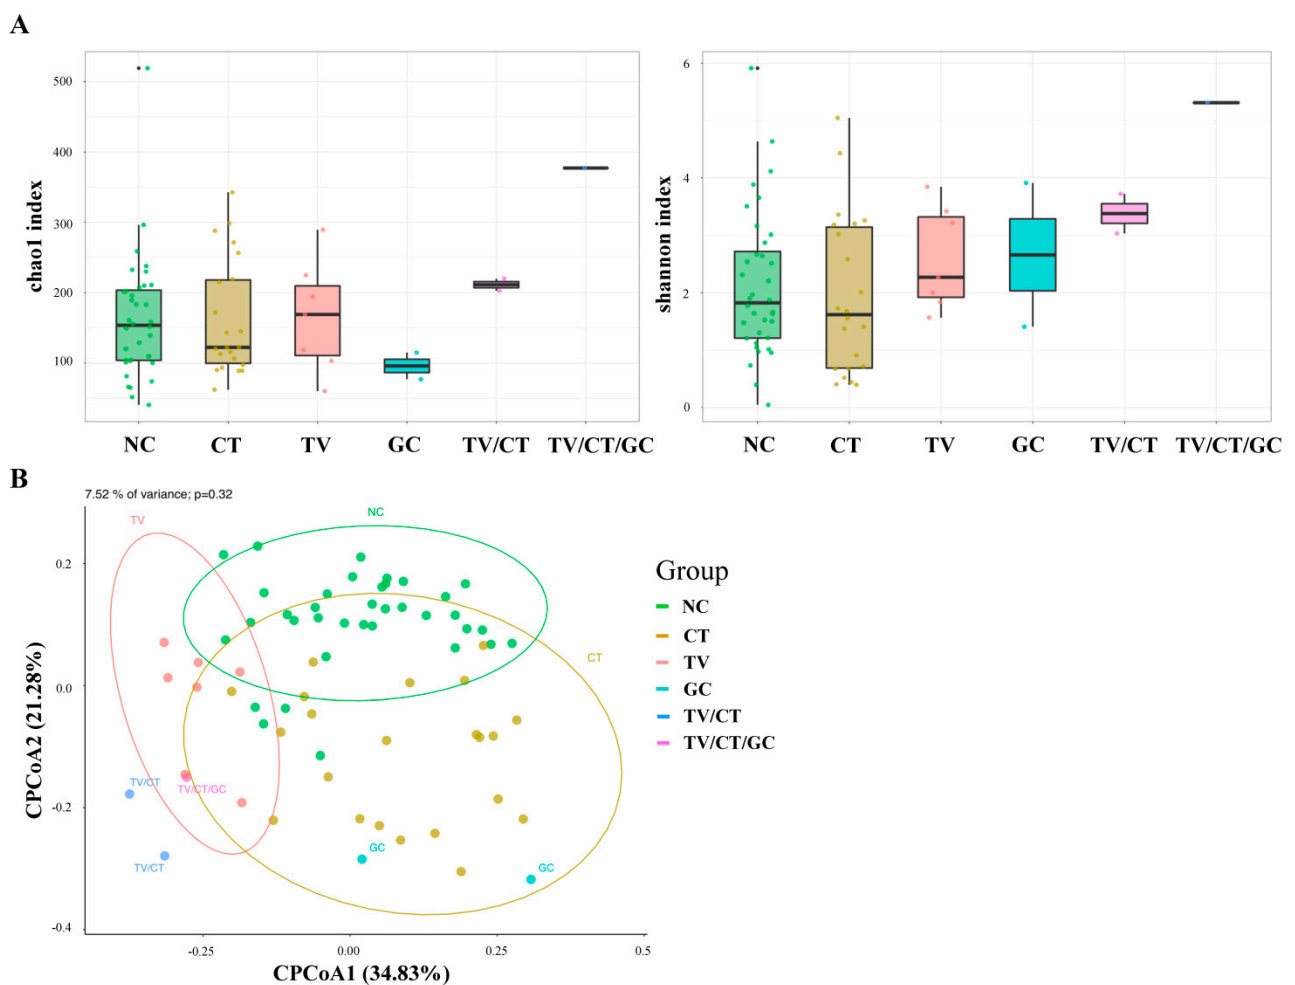 A
chao1 index
500
400
300
200
100
NC CT TV GC TV/CT TV/CT/GC
shannon index
6
4
2
0
NC CT TV GC TV/CT TV/CT/GC
B
7.52 % of variance; p=0.32
CPCoA2 (21.28%)
0.2
0.0
-0.2
-0.4
TV
NC
CT
TV/CT
TV/CT/GC
TV/CT
GC
GC
-0.25 0.00 0.25 0.5
CPCoA1 (34.83%)
Group
NC
CT
TV
GC
TV/CT
TV/CT/GC